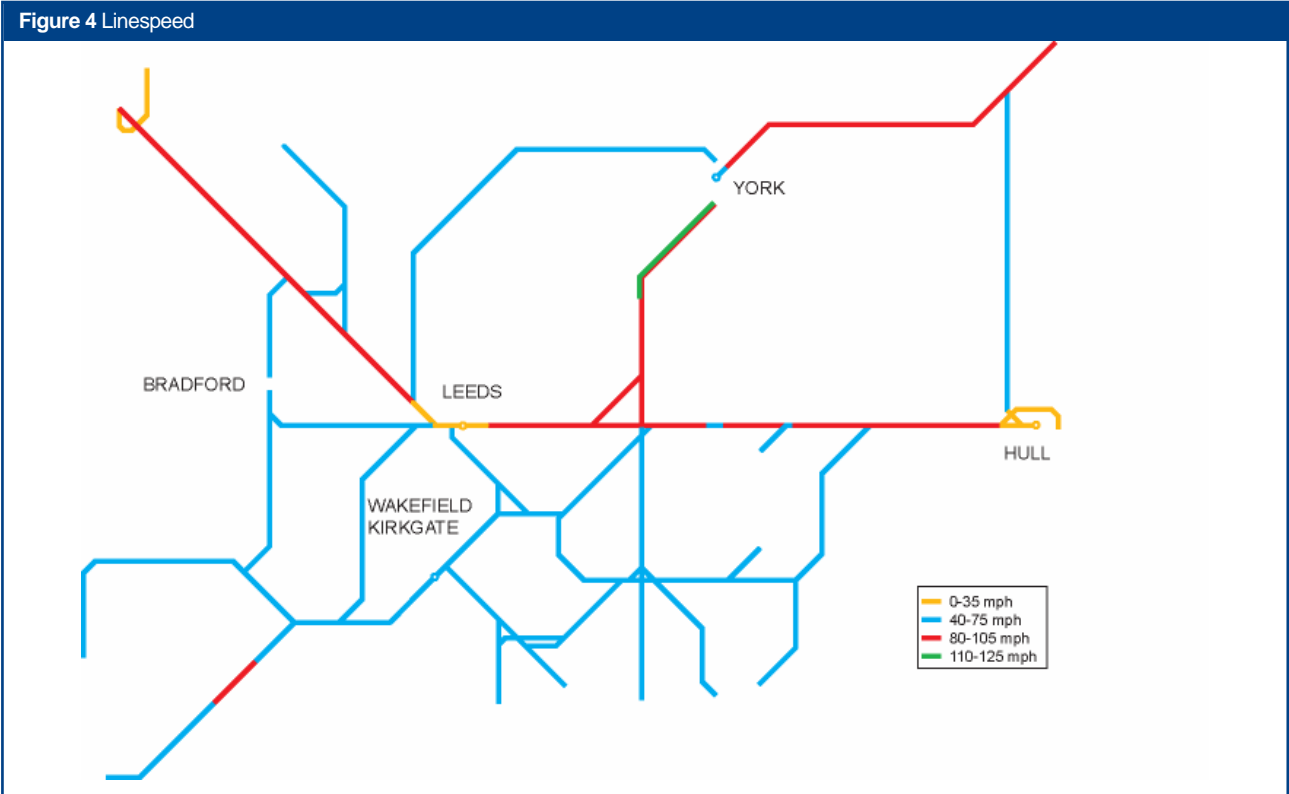 Figure 4 Linespeed
YORK
BRADFORD
LEEDS
HULL
WAKEFIELD
KIRKGATE
0-35 mph
40-75 mph
80-105 mph
110-125 mph